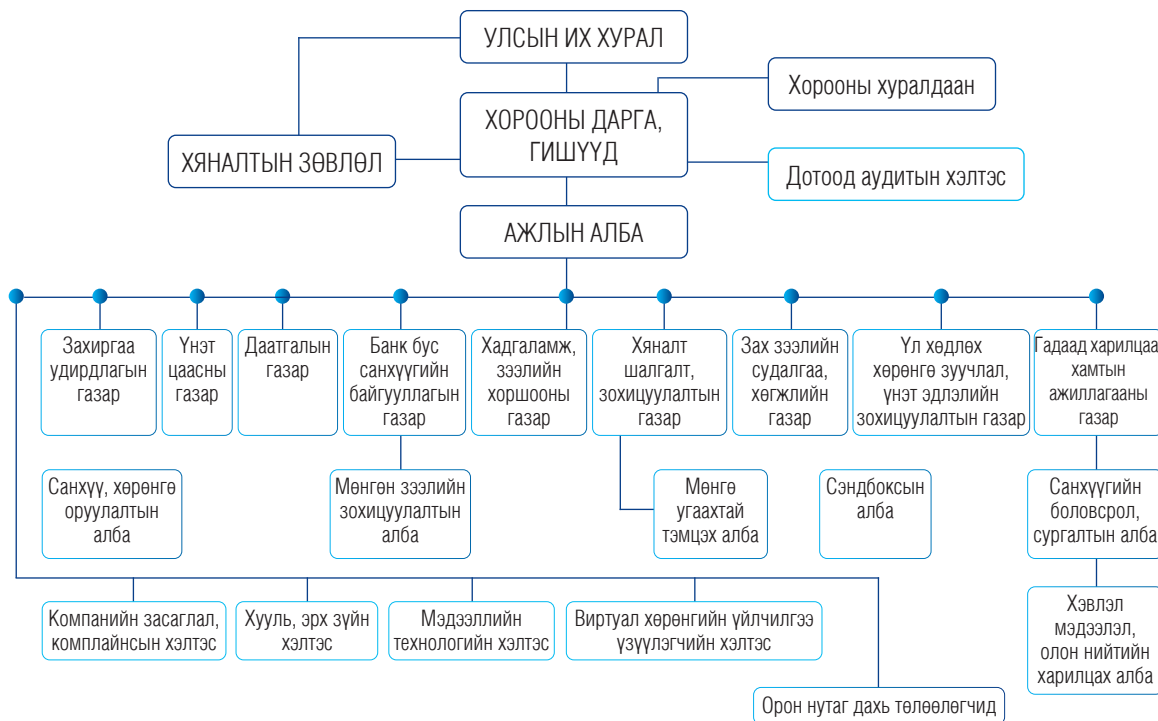 УЛСЫН ИХ ХУРАЛ
Хорооны хуралдаан
ХОРООНЫ ДАРГА,
ГИШҮҮД
ХЯНАЛТЫН ЗӨВЛӨЛ
Дотоод аудитын хэлтэс
АЖЛЫН АЛБА
Захиргаа
удирдлагын
газар
Үнэт
цаасны
газар
Даатгалын
газар
Банк бус
санхүүгийн
байгууллагын
газар
Хадгаламж,
зээлийн
хоршооны
газар
Хяналт
шалгалт,
зохицуулалтын
газар
Зах зээлийн
судалгаа,
хөгжлийн
газар
Үл хөдлөх
хөрөнгө зуучлал,
үнэт эдлэлийн
зохицуулалтын газар
Гадаад харилцаа
хамтын
ажиллагааны
газар
Санхүү, хөрөнгө
оруулалтын
алба
Мөнгөн зээлийн
зохицуулалтын
алба
Мөнгө
угаахтай
тэмцэх алба
Сэндбоксын
алба
Санхүүгийн
боловсрол,
сургалтын алба
Компанийн засаглал,
комплайнсын хэлтэс
Хууль, эрх зүйн
хэлтэс
Мэдээллийн
технологийн хэлтэс
Виртуал хөрөнгийн үйлчилгээ
үзүүлэгчийн хэлтэс
Хэвлэл
мэдээлэл,
олон нийтийн
харилцах алба
Орон нутаг дахь төлөөлөгчид